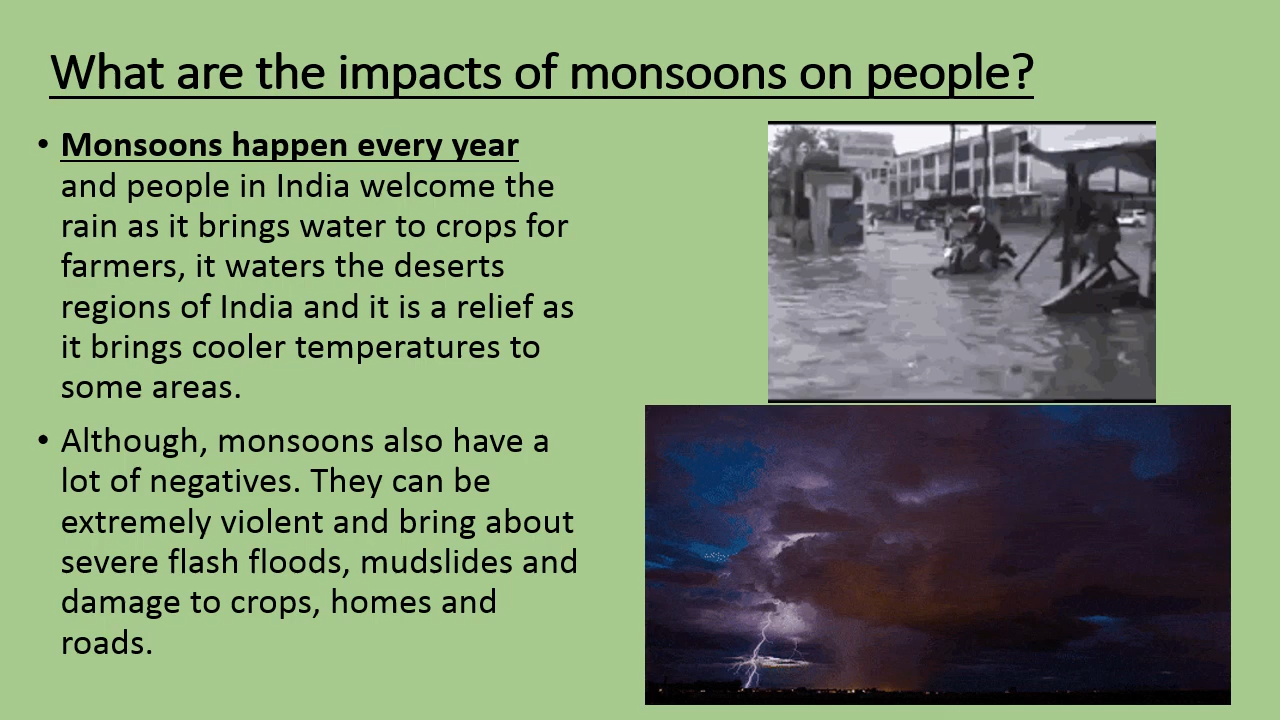 What are the impacts of monsoons on people?
• Monsoons happen every year
and people in India welcome the
rain as it brings water to crops for
farmers, it waters the deserts
regions of India and it is a relief as
it brings cooler temperatures to
some areas.
• Although, monsoons also have a
lot of negatives. They can be
extremely violent and bring about
severe flash floods, mudslides and
damage to crops, homes and
roads.